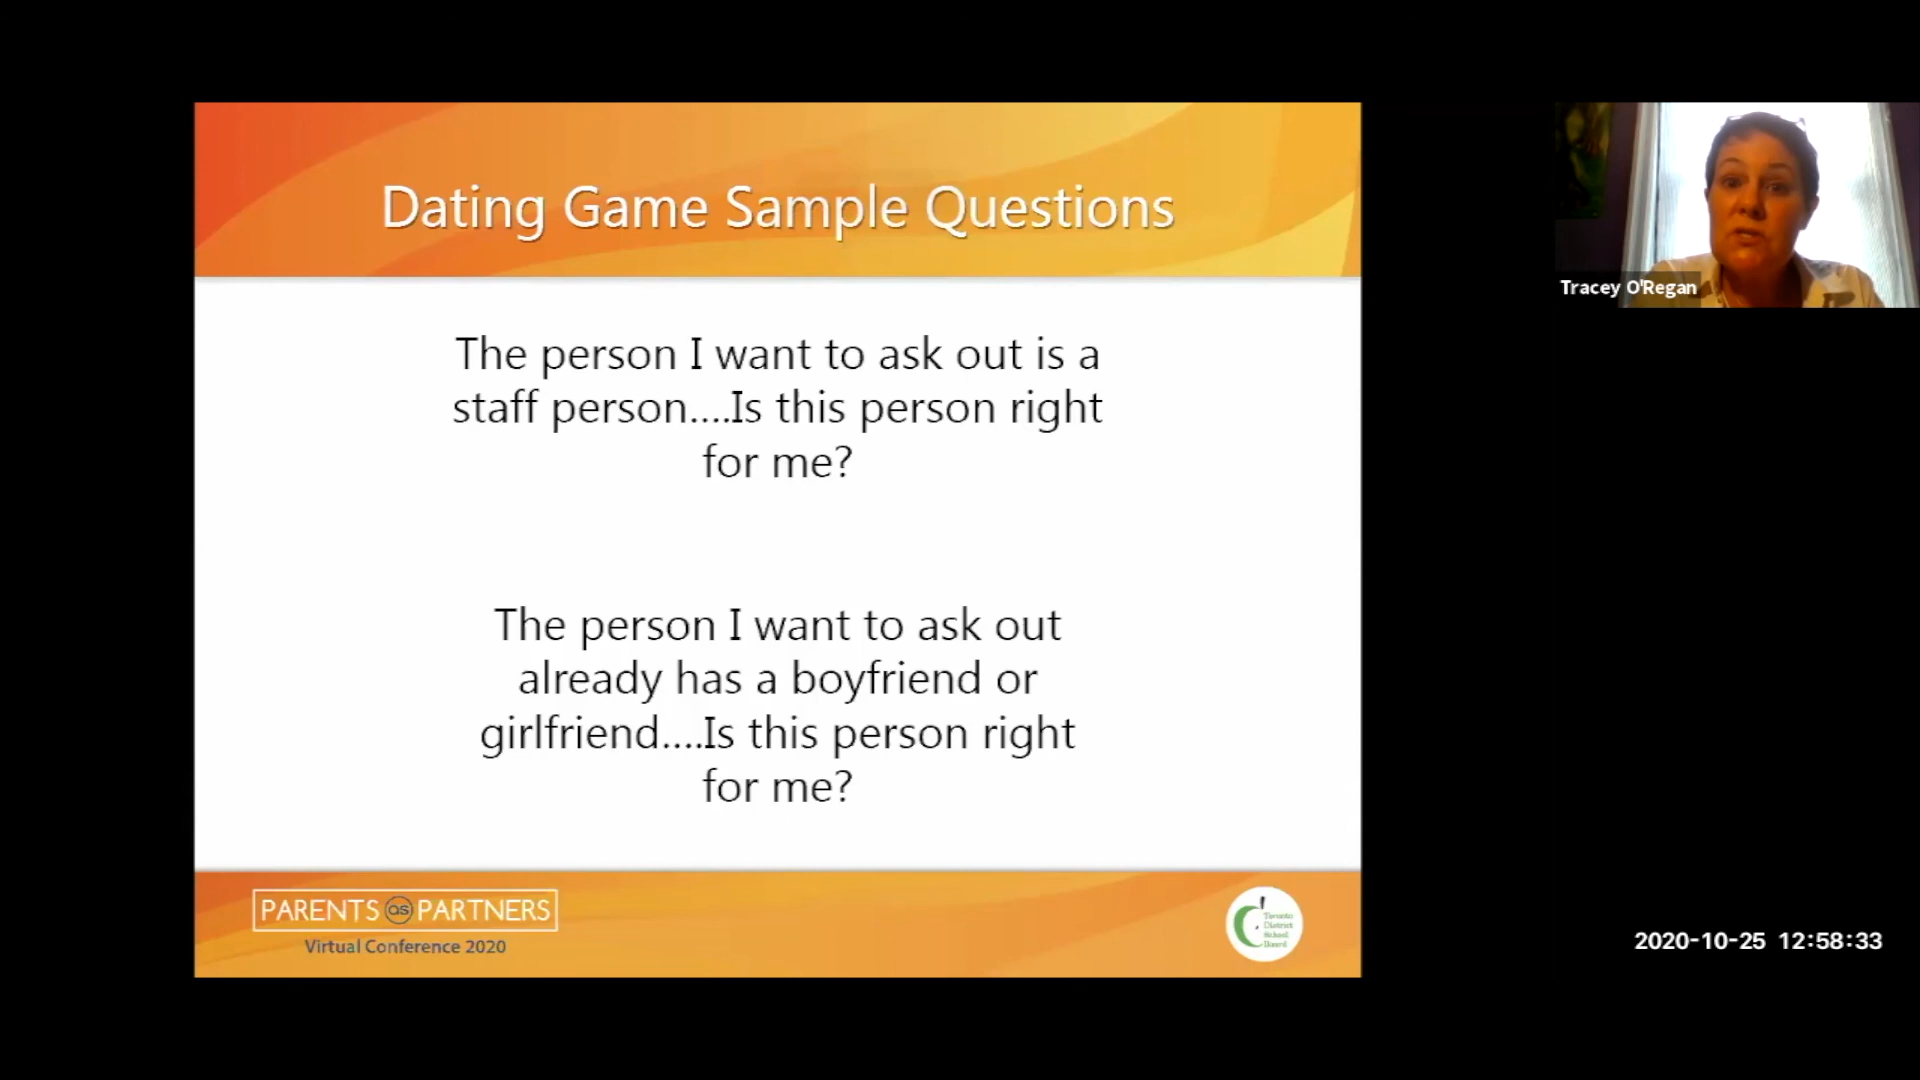 Dating Game Sample Questions
The person I want to ask out is a
staff person....Is this person right
for me?
The person I want to ask out
already has a boyfriend or
girlfriend....Is this person right
for me?
PARENTS as PARTNERS
Virtual Conference 2020
Toronto
District
School
Board
Tracey O'Regan
2020-10-25 12:58:33